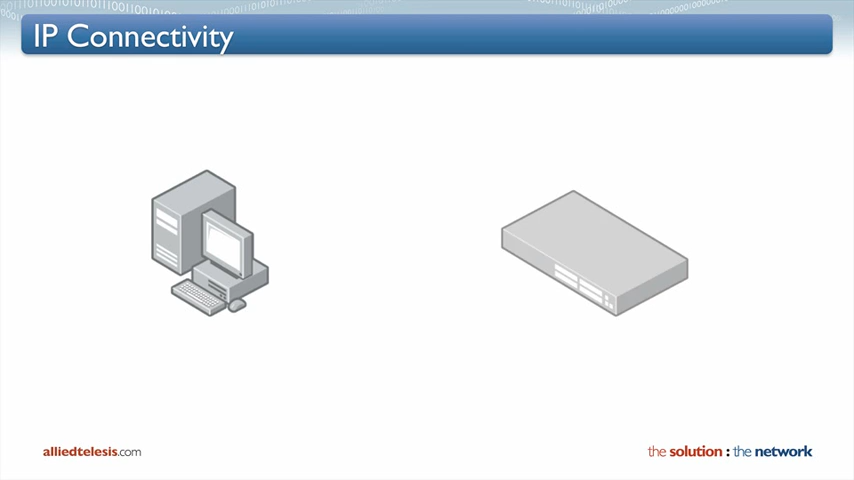 IP Connectivity
alliedtelesis.com
the solution : the network